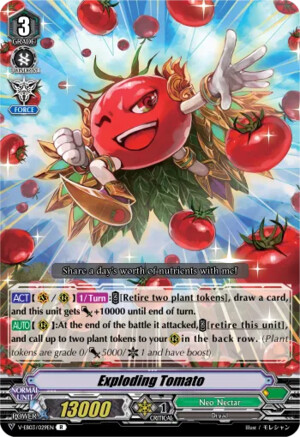 3
GRADE
FORCE
Share a day's worth of nutrients with me!
ACT 1/Turn : [Retire two plant tokens], draw a card,
and this unit gets +10000 until end of turn.
AUTO : At the end of the battle it attacked, [retire this unit],
and call up to two plant tokens to your in the back row. (Plant
tokens are grade 0/ 5000/ 1 and have boost)
Exploding Tomato
NORMAL
UNIT
POWER
13000
1
CRITICAL
Neo Nectar
Dryad
V-EB03/029EN R
Illust /